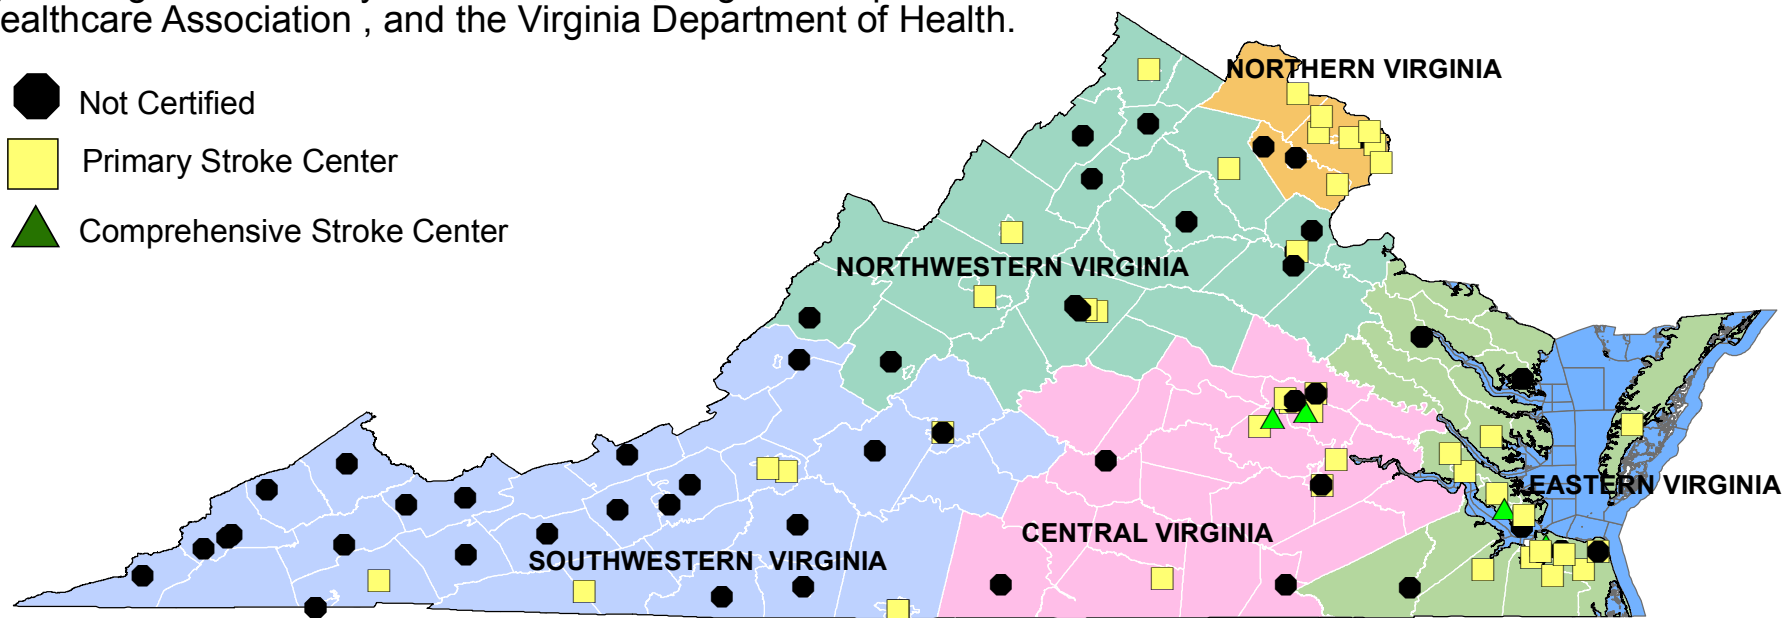 ealthcare Association , and the Virginia Department of Health.
Not Certified
Primary Stroke Center
Comprehensive Stroke Center
NORTHERN VIRGINIA
NORTHWESTERN VIRGINIA
EASTERN VIRGINIA
CENTRAL VIRGINIA
SOUTHWESTERN VIRGINIA